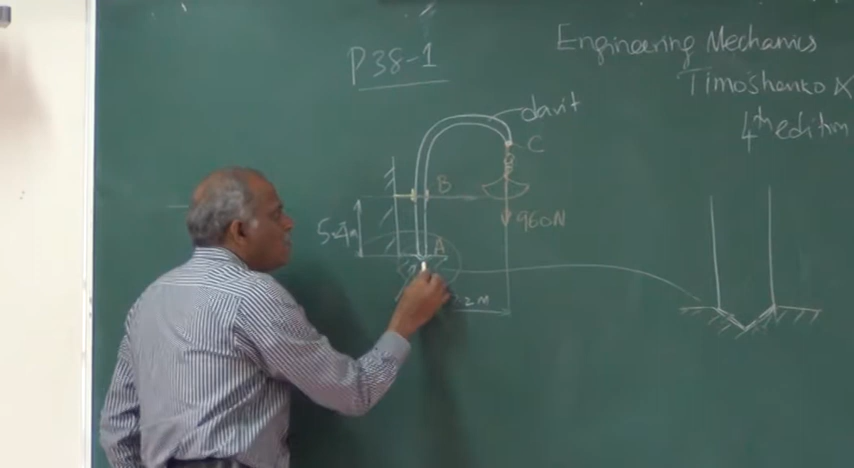 P38-1
Engineering Mechanics
Timoshenko
4th edition
davit
C
B
960N
A
2M